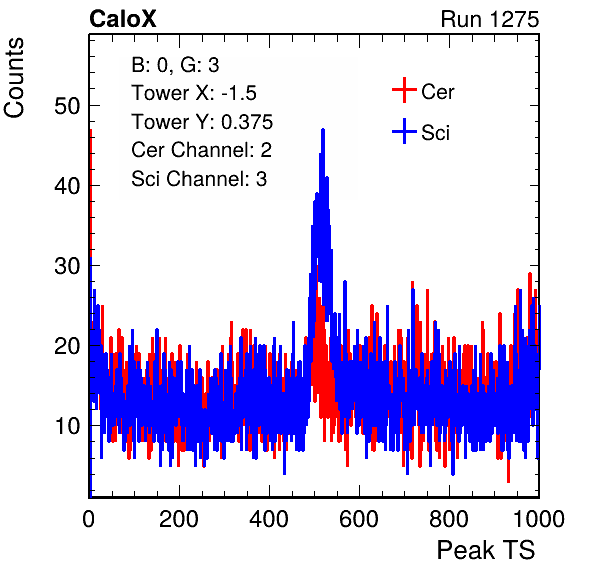 CaloX
Run 1275
Counts
B: 0, G: 3
Tower X: -1.5
Tower Y: 0.375
Cer Channel: 2
Sci Channel: 3
Cer
Sci
50
40
30
20
10
0 200 400 600 800 1000
Peak TS